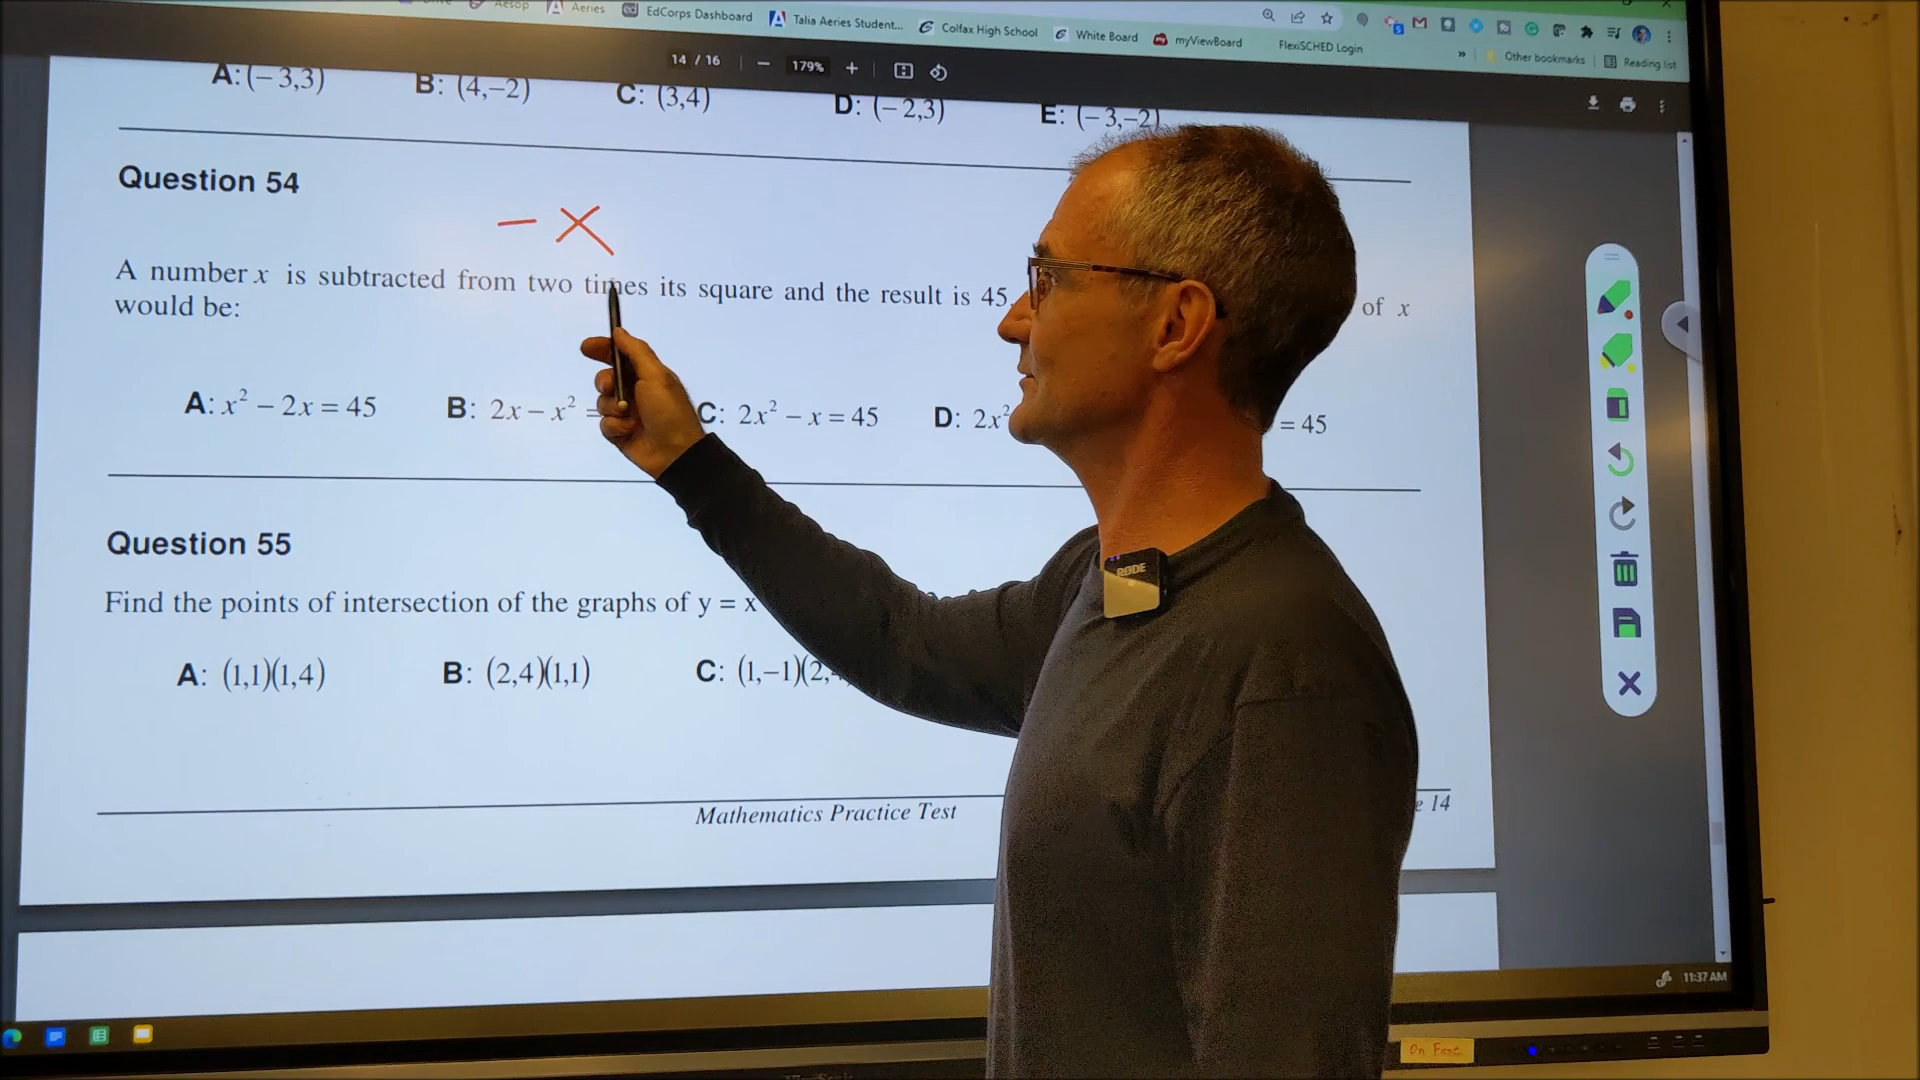 Aesop Aeries EdCorps Dashboard Talia Aeries Student... Colfax High School White Board myViewBoard FlexiSCHED Login » Other bookmarks Reading list
14 / 16 179%
A: (−3,3) B: (4,−2) C: (3,4) D: (−2,3) E: (−3,−2)
Question 54
− X
A number x is subtracted from two times its square and the result is 45. of x
would be:
A: x² − 2x = 45 B: 2x − x² = C: 2x² − x = 45 D: 2x² = 45
Question 55
Find the points of intersection of the graphs of y = x
A: (1,1)(1,4) B: (2,4)(1,1) C: (1,−1)(2,
RØDE
Mathematics Practice Test e 14
11:37 AM